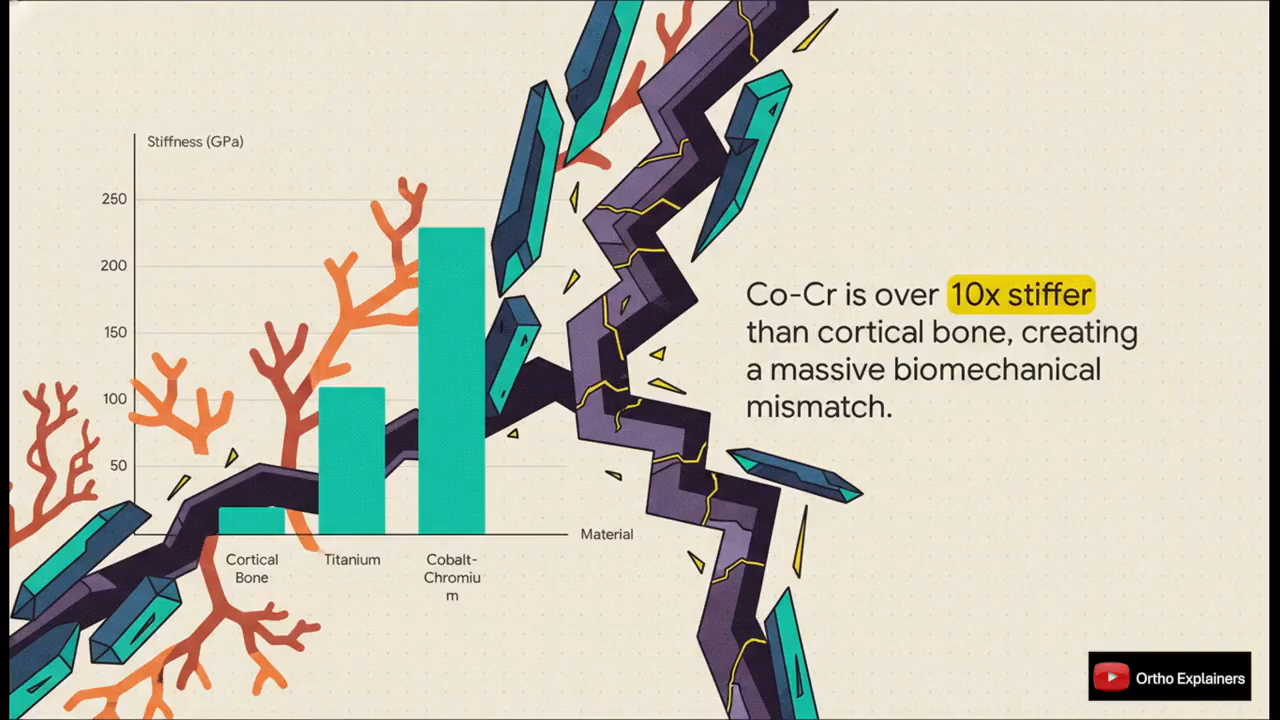 Stiffness (GPa)
250
200
150
100
50
Material
Cortical
Bone
Titanium
Cobalt-
Chromiu
m
Co-Cr is over 10x stiffer
than cortical bone, creating
a massive biomechanical
mismatch.
Ortho Explainers